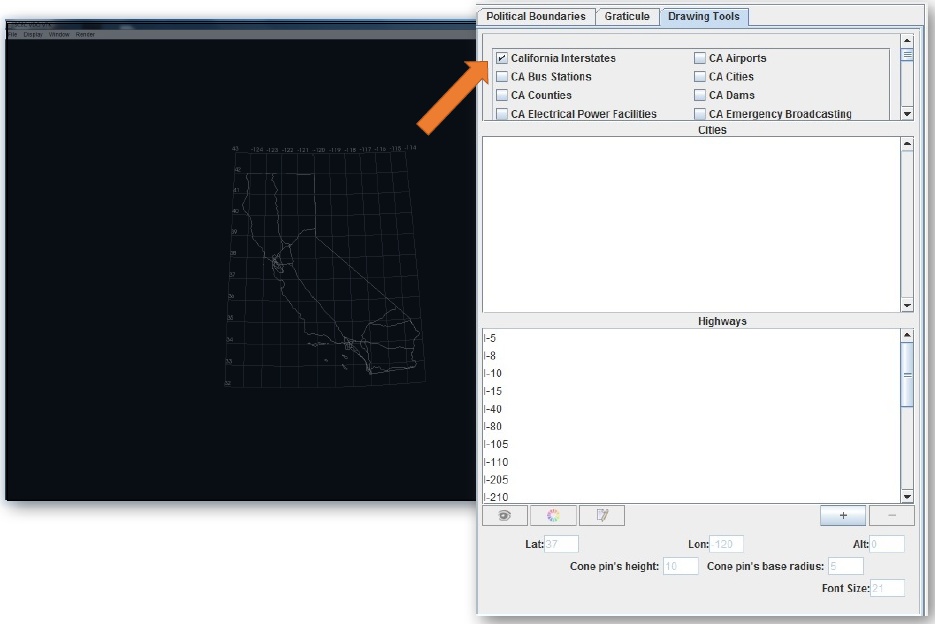 Political Boundaries Graticule Drawing Tools
File Display Window Render
California Interstates CA Airports
CA Bus Stations CA Cities
CA Counties CA Dams
CA Electrical Power Facilities CA Emergency Broadcasting
Cities
43 -124 -123 -122 -121 -120 -119 -118 -117 -116 -115 -114
42
41
40
39
38
37
36
35
34
33
32
Highways
I-5
I-8
I-10
I-15
I-40
I-80
I-105
I-110
I-205
I-210
+ −
Lat: 37 Lon: -120 Alt: 0
Cone pin's height: 10 Cone pin's base radius: 5
Font Size: 21